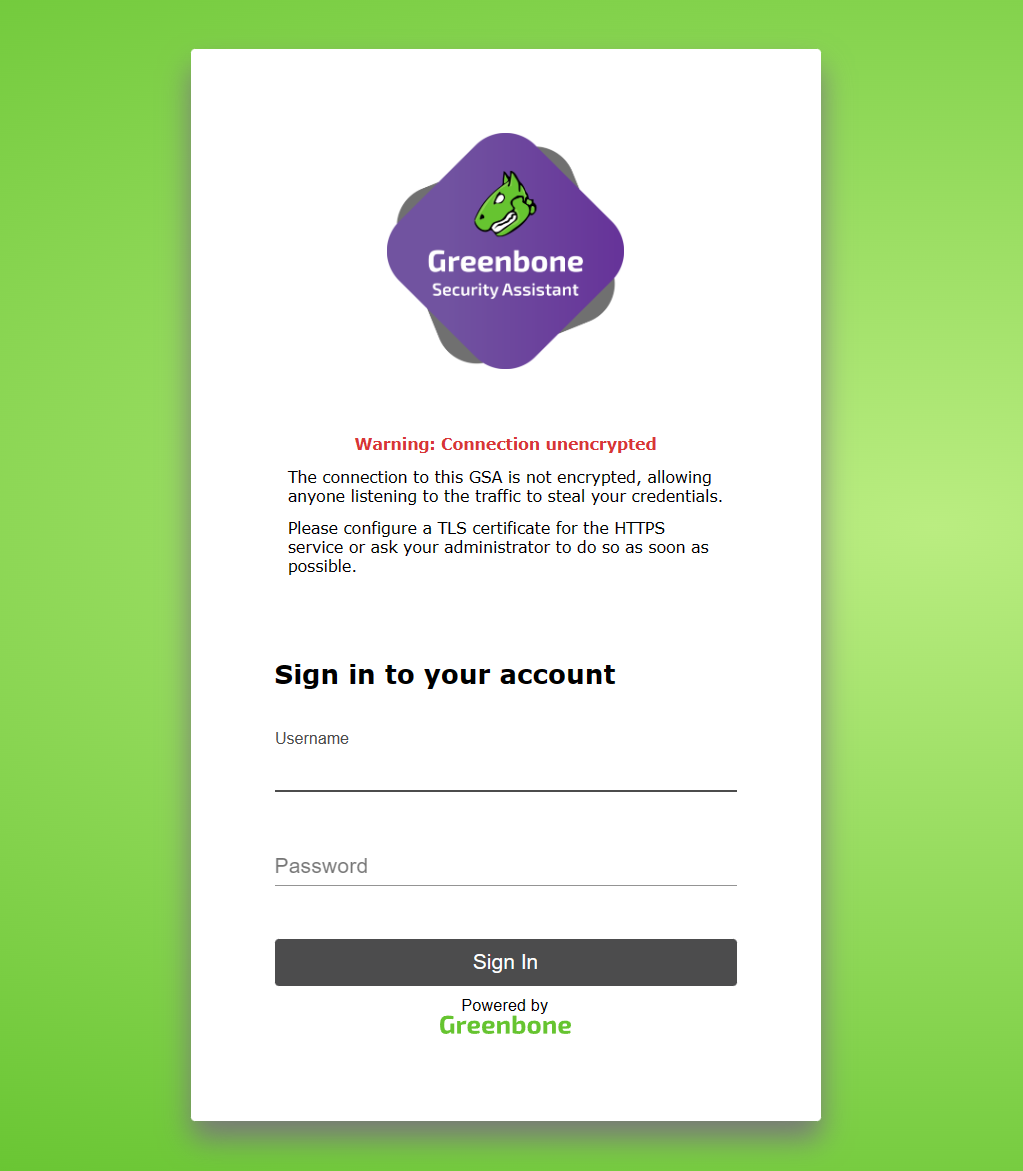 Greenbone
Security Assistant
Warning: Connection unencrypted
The connection to this GSA is not encrypted, allowing
anyone listening to the traffic to steal your credentials.
Please configure a TLS certificate for the HTTPS
service or ask your administrator to do so as soon as
possible.
Sign in to your account
Username
Password
Sign In
Powered by
Greenbone